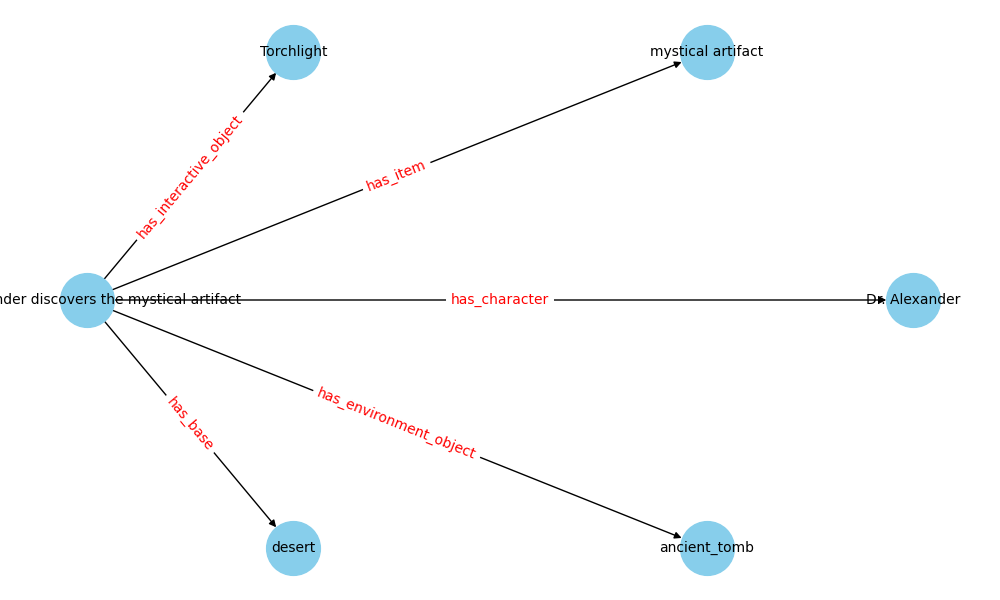 Torchlight
mystical artifact
has_interactive_object
has_item
nder discovers the mystical artifact
has_character
Dr. Alexander
has_environment_object
has_base
desert
ancient_tomb